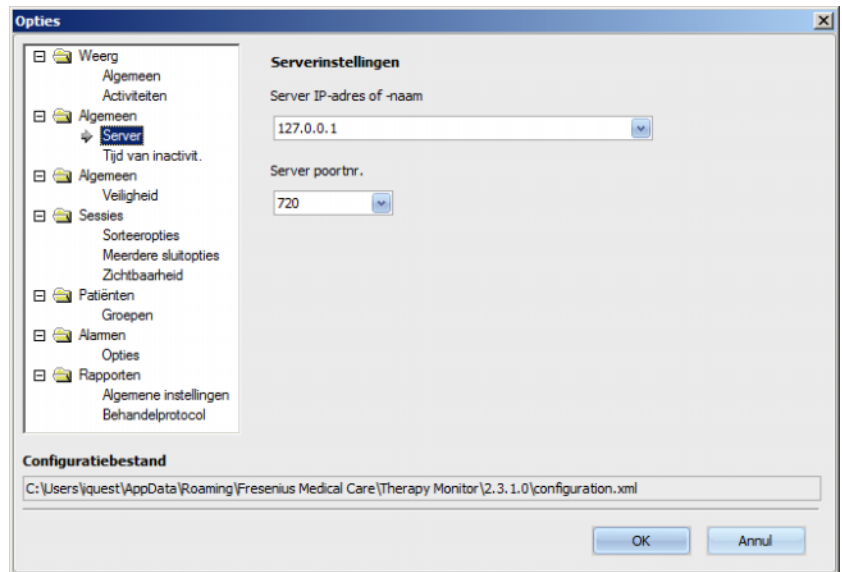 Opties
Weerg
Algemeen
Activiteiten
Algemeen
Server
Tijd van inactivit.
Algemeen
Veiligheid
Sessies
Sorteeropties
Meerdere sluitopties
Zichtbaarheid
Patiënten
Groepen
Alarmen
Opties
Rapporten
Algemene instellingen
Behandelprotocol
Serverinstellingen
Server IP-adres of -naam
127.0.0.1
Server poortnr.
720
Configuratiebestand
C:\Users\iquest\AppData\Roaming\Fresenius Medical Care\Therapy Monitor\2.3.1.0\configuration.xml
OK
Annul